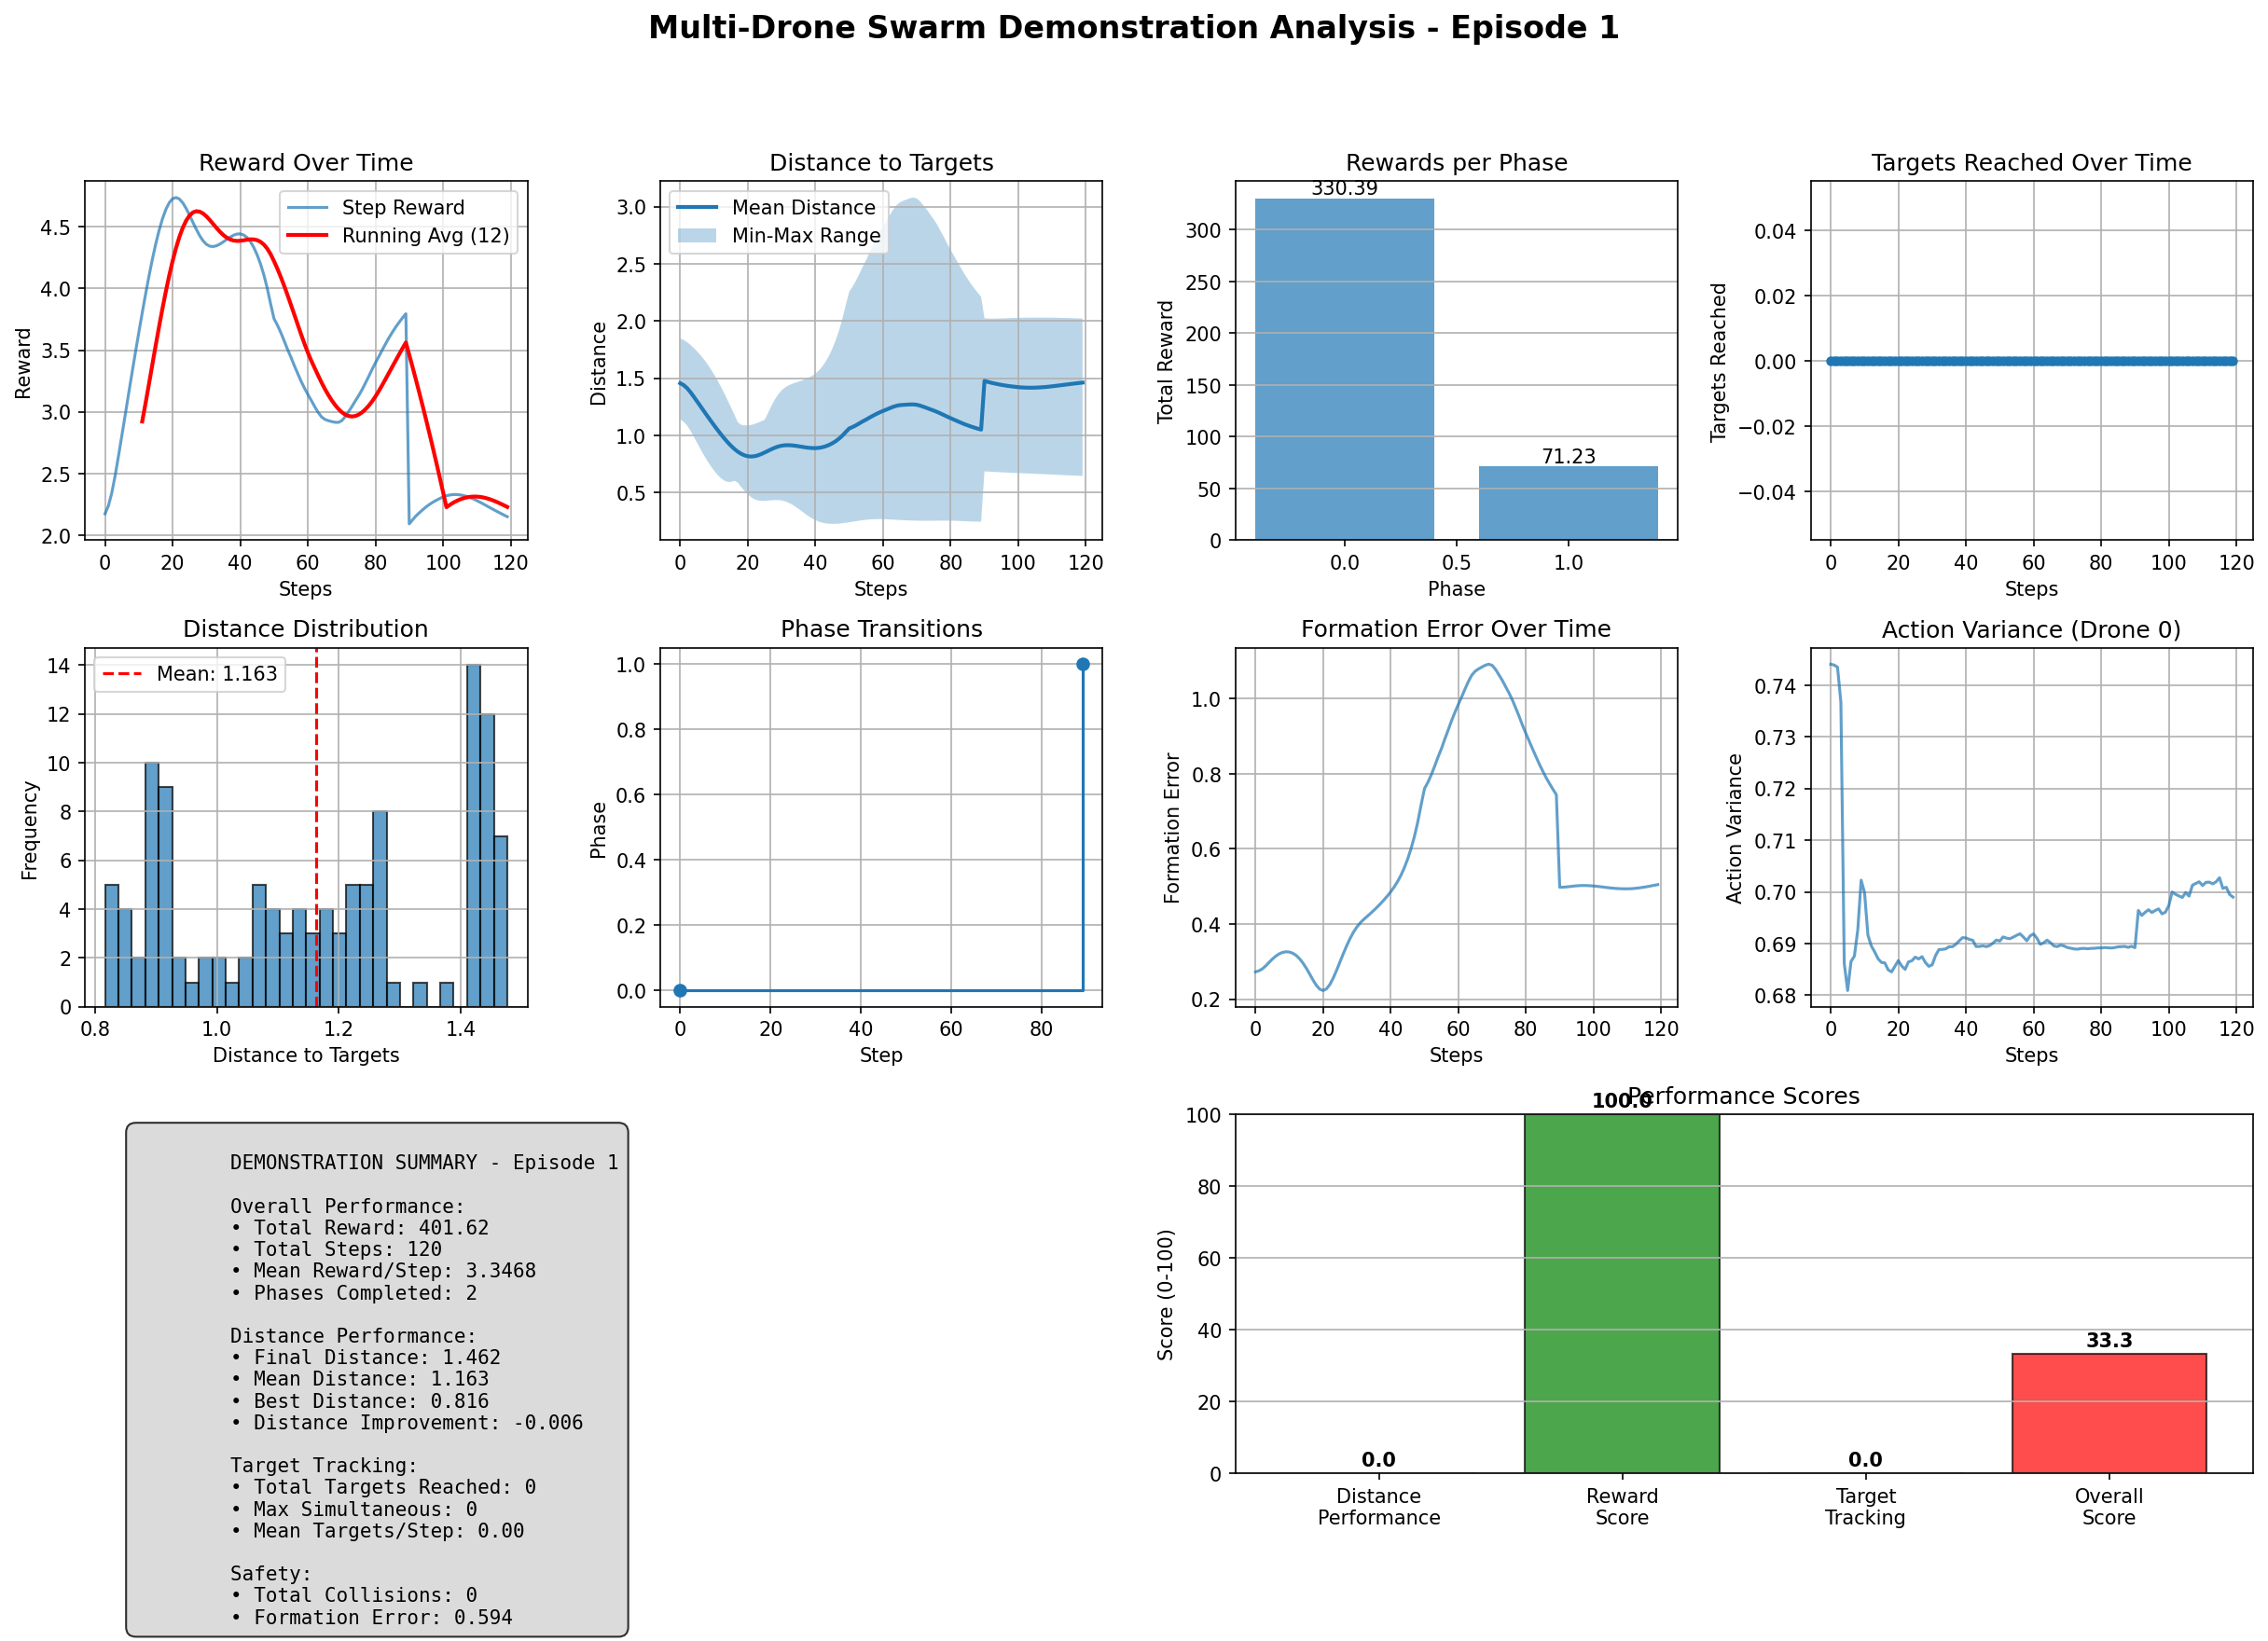 Multi-Drone Swarm Demonstration Analysis - Episode 1
Reward Over Time
Step Reward
Running Avg (12)
4.5
4.0
3.5
3.0
2.5
2.0
Reward
0 20 40 60 80 100 120
Steps
Distance to Targets
Mean Distance
Min-Max Range
3.0
2.5
2.0
1.5
1.0
0.5
Distance
0 20 40 60 80 100 120
Steps
Rewards per Phase
330.39
71.23
300
250
200
150
100
50
0
Total Reward
0.0 0.5 1.0
Phase
Targets Reached Over Time
0.04
0.02
0.00
−0.02
−0.04
Targets Reached
0 20 40 60 80 100 120
Steps
Distance Distribution
Mean: 1.163
14
12
10
8
6
4
2
0
Frequency
0.8 1.0 1.2 1.4
Distance to Targets
Phase Transitions
1.0
0.8
0.6
0.4
0.2
0.0
Phase
0 20 40 60 80
Step
Formation Error Over Time
1.0
0.8
0.6
0.4
0.2
Formation Error
0 20 40 60 80 100 120
Steps
Action Variance (Drone 0)
0.74
0.73
0.72
0.71
0.70
0.69
0.68
Action Variance
0 20 40 60 80 100 120
Steps
DEMONSTRATION SUMMARY - Episode 1
Overall Performance:
• Total Reward: 401.62
• Total Steps: 120
• Mean Reward/Step: 3.3468
• Phases Completed: 2
Distance Performance:
• Final Distance: 1.462
• Mean Distance: 1.163
• Best Distance: 0.816
• Distance Improvement: -0.006
Target Tracking:
• Total Targets Reached: 0
• Max Simultaneous: 0
• Mean Targets/Step: 0.00
Safety:
• Total Collisions: 0
• Formation Error: 0.594
Performance Scores
100
80
60
40
20
0
Score (0-100)
0.0
100.0
0.0
33.3
Distance
Performance
Reward
Score
Target
Tracking
Overall
Score